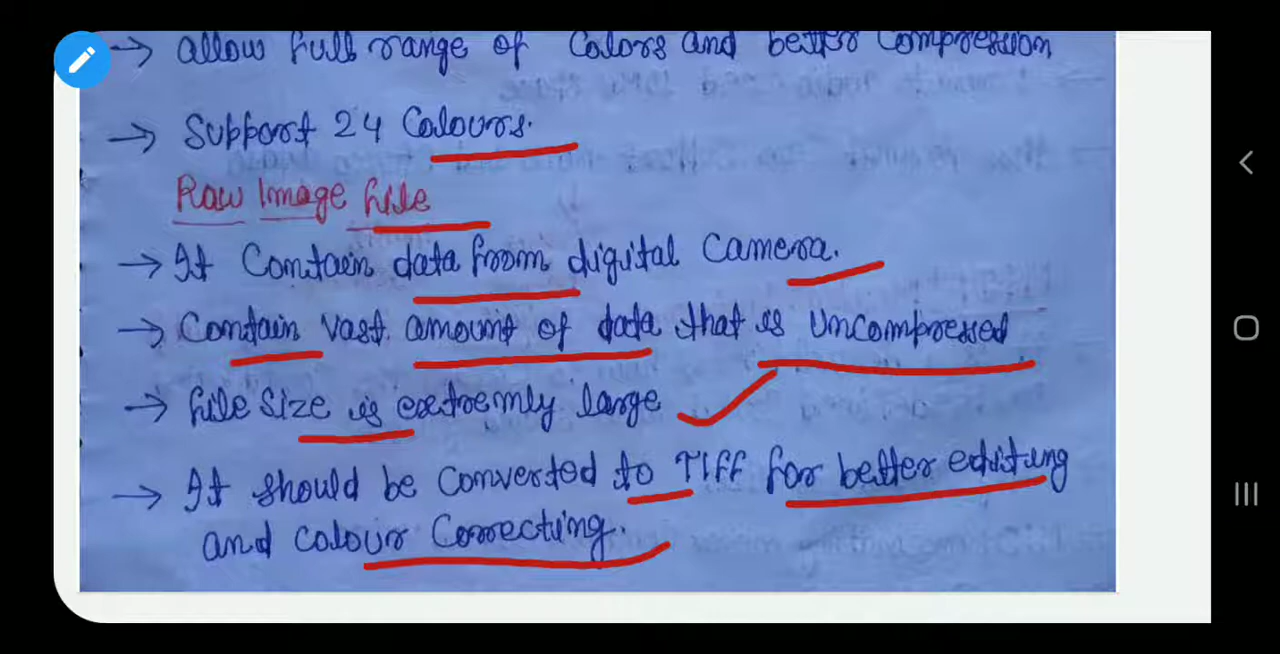 → allow full range of Colors and better Compression
→ Support 24 Colours.
Raw Image file
→ It Contain data from digital Camera.
→ Contain vast amount of data that is Uncompressed
→ file size is extremly large
→ It should be converted to TIFF for better editing
and colour Correcting.